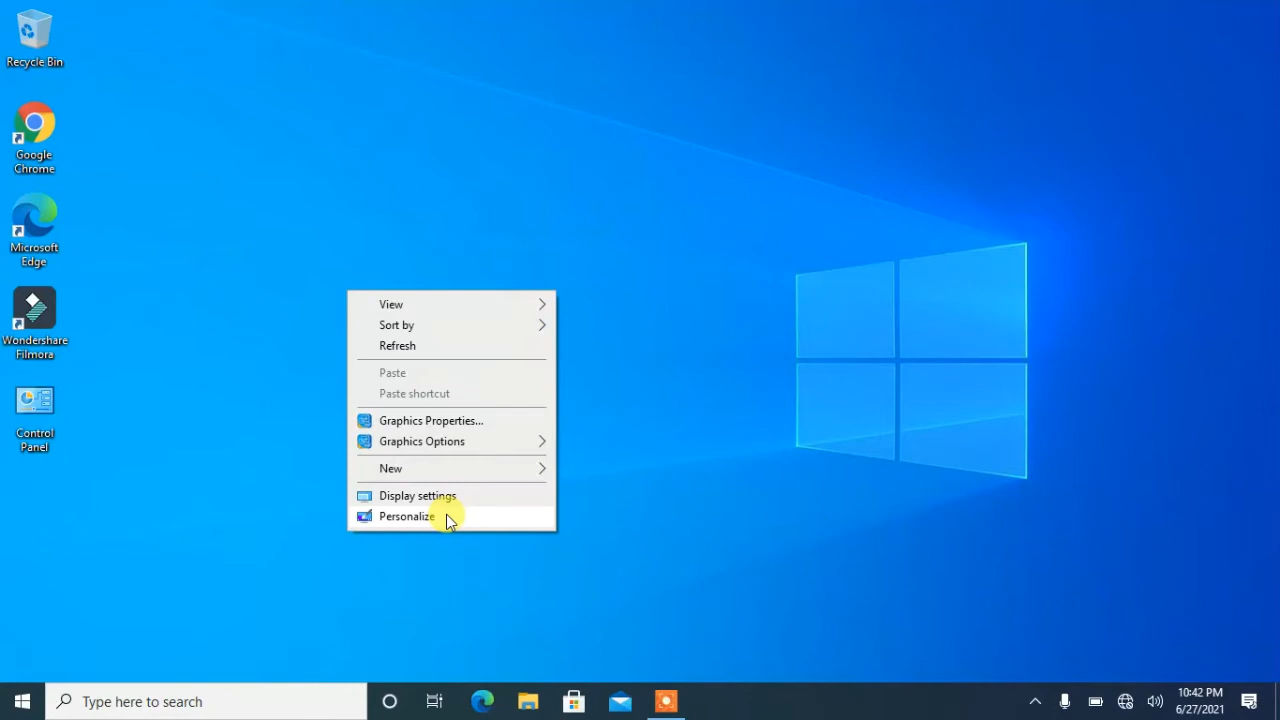 Recycle Bin
Google
Chrome
Microsoft
Edge
Wondershare
Filmora
Control
Panel
View
Sort by
Refresh
Paste
Paste shortcut
Graphics Properties...
Graphics Options
New
Display settings
Personalize
Type here to search
10:42 PM
6/27/2021